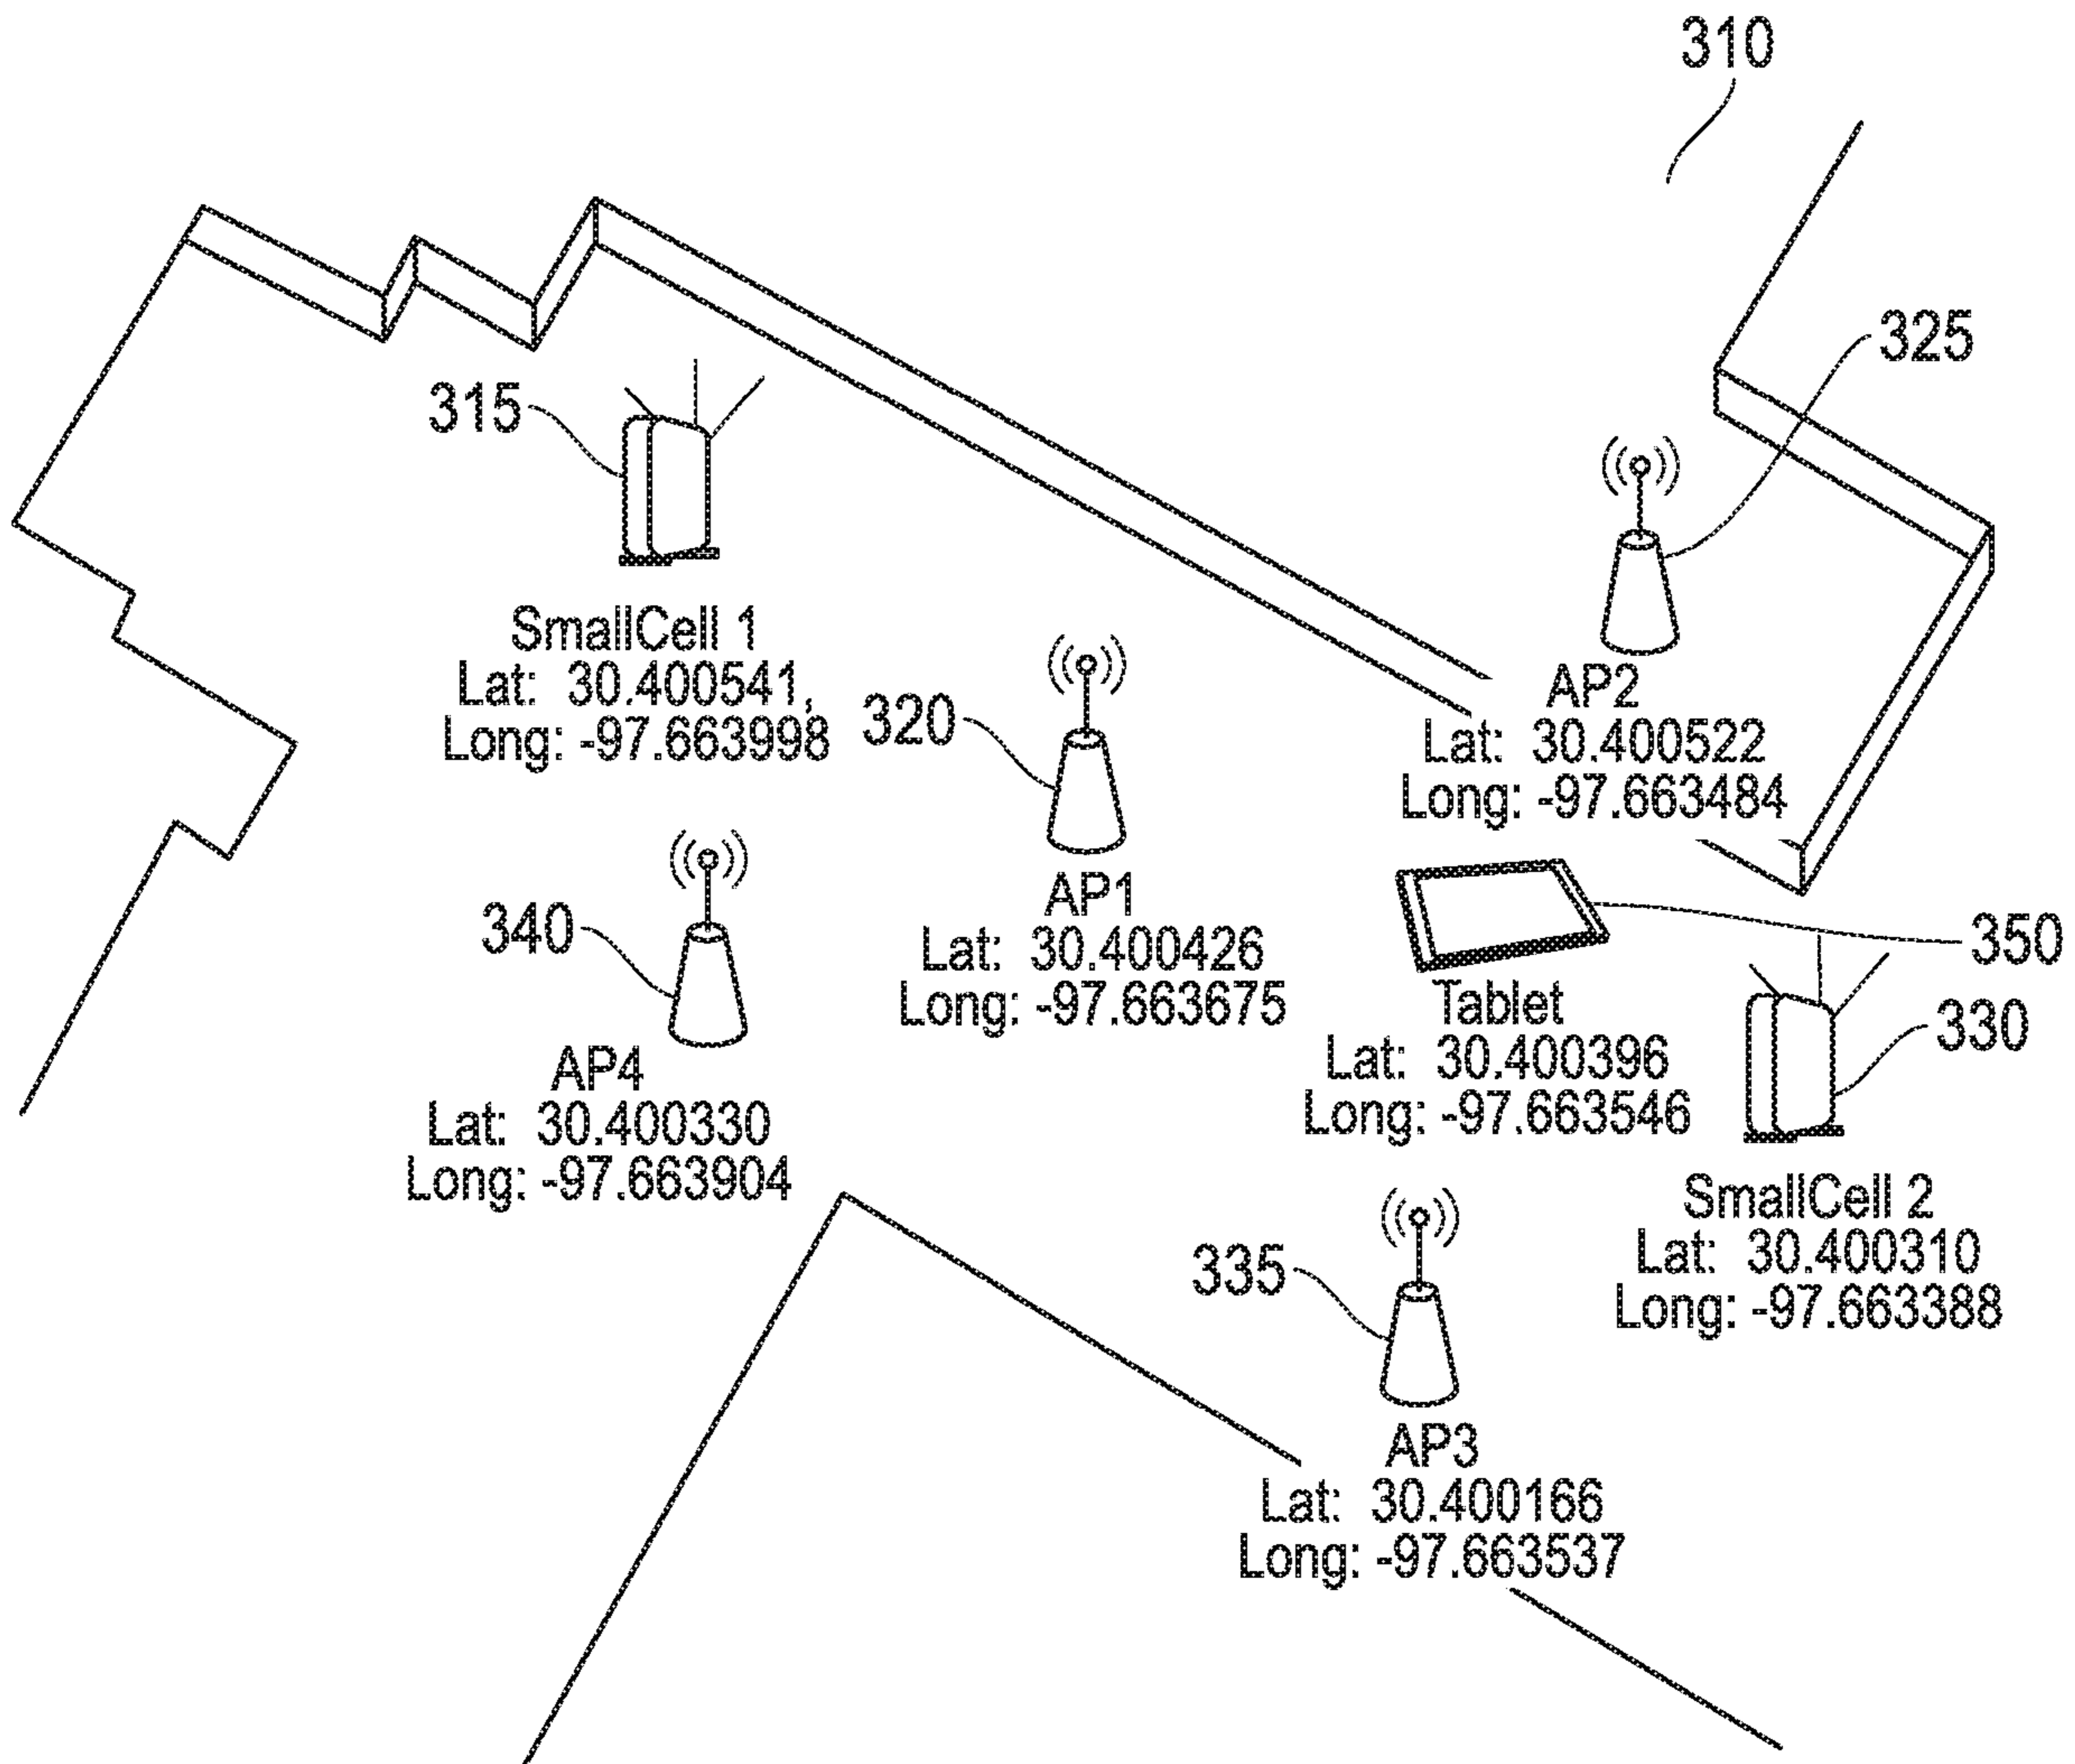 310
325
315
SmallCell 1
Lat: 30.400541,
Long: -97.663998
320
AP2
Lat: 30.400522
Long: -97.663484
340
AP1
Lat: 30.400426
Long: -97.663675
350
Tablet
Lat: 30.400396
Long: -97.663546
330
AP4
Lat: 30.400330
Long: -97.663904
SmallCell 2
Lat: 30.400310
Long: -97.663388
335
AP3
Lat: 30.400166
Long: -97.663537